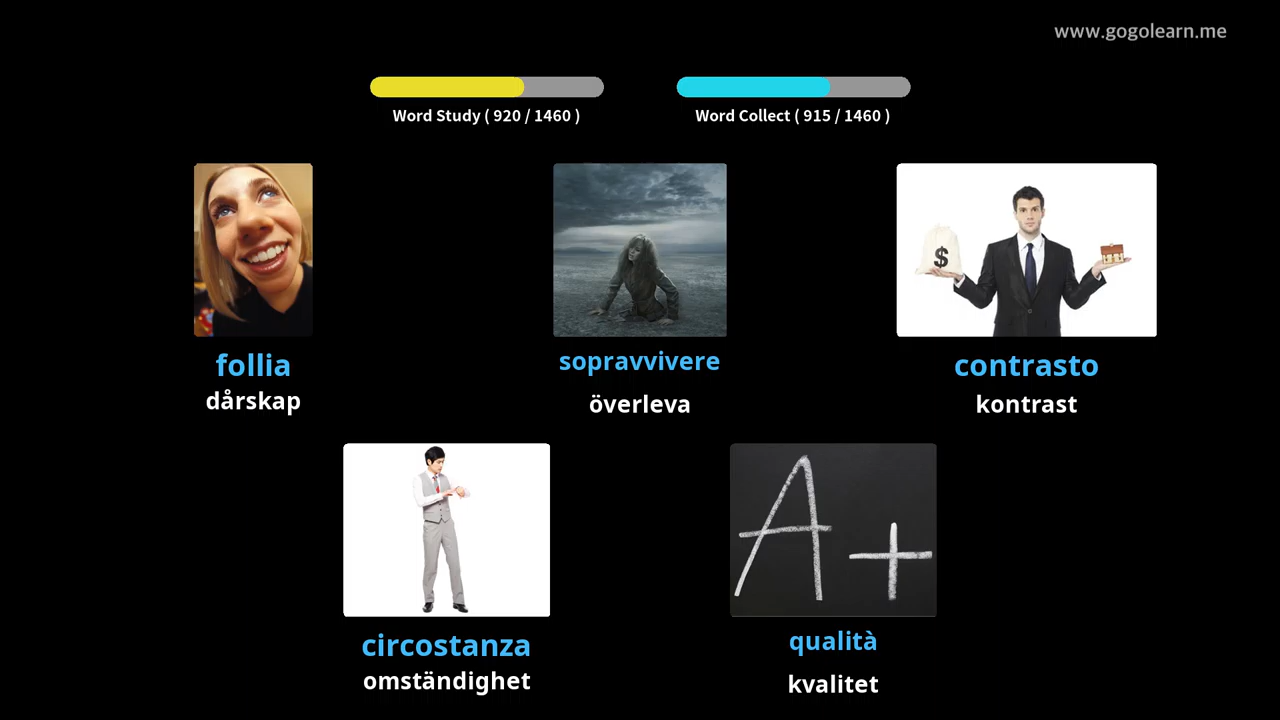 www.gogolearn.me
Word Study ( 920 / 1460 )
Word Collect ( 915 / 1460 )
$
follia
dårskap
sopravvivere
överleva
contrasto
kontrast
A+
circostanza
omständighet
qualità
kvalitet